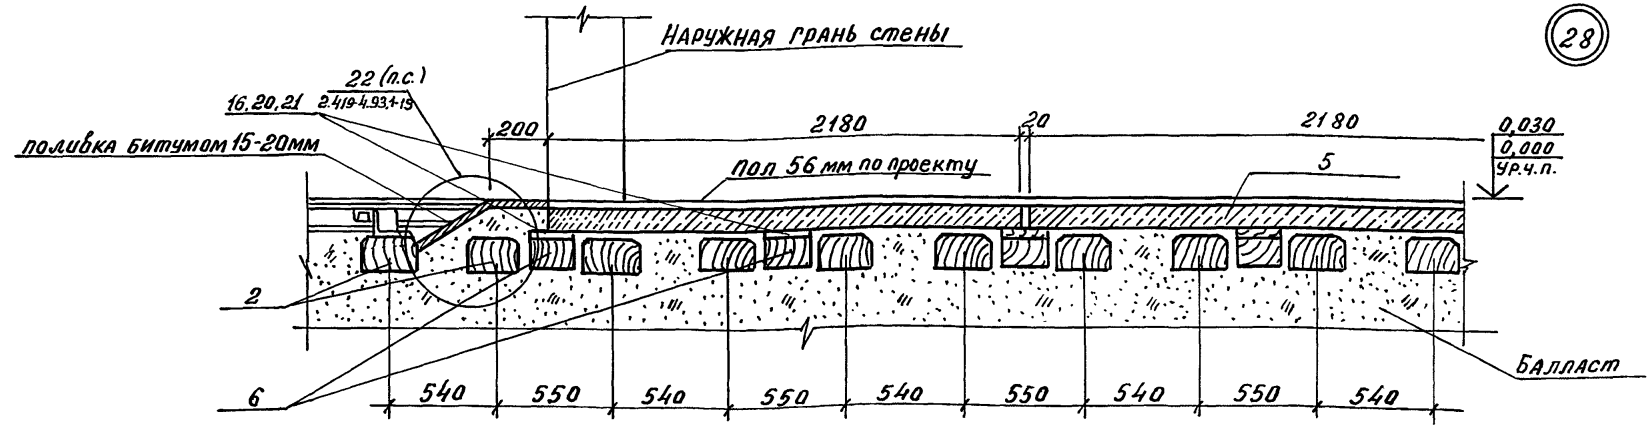 Наружная грань стены
28
22 (п.с.)
2.419-4.93.1-19
16, 20, 21
200
2180
20
2180
0,030
0,000
Ур.ч.п.
поливка битумом 15-20мм
пол 56 мм по проекту
5
2
Балласт
6
540
550
540
550
540
550
540
550
540